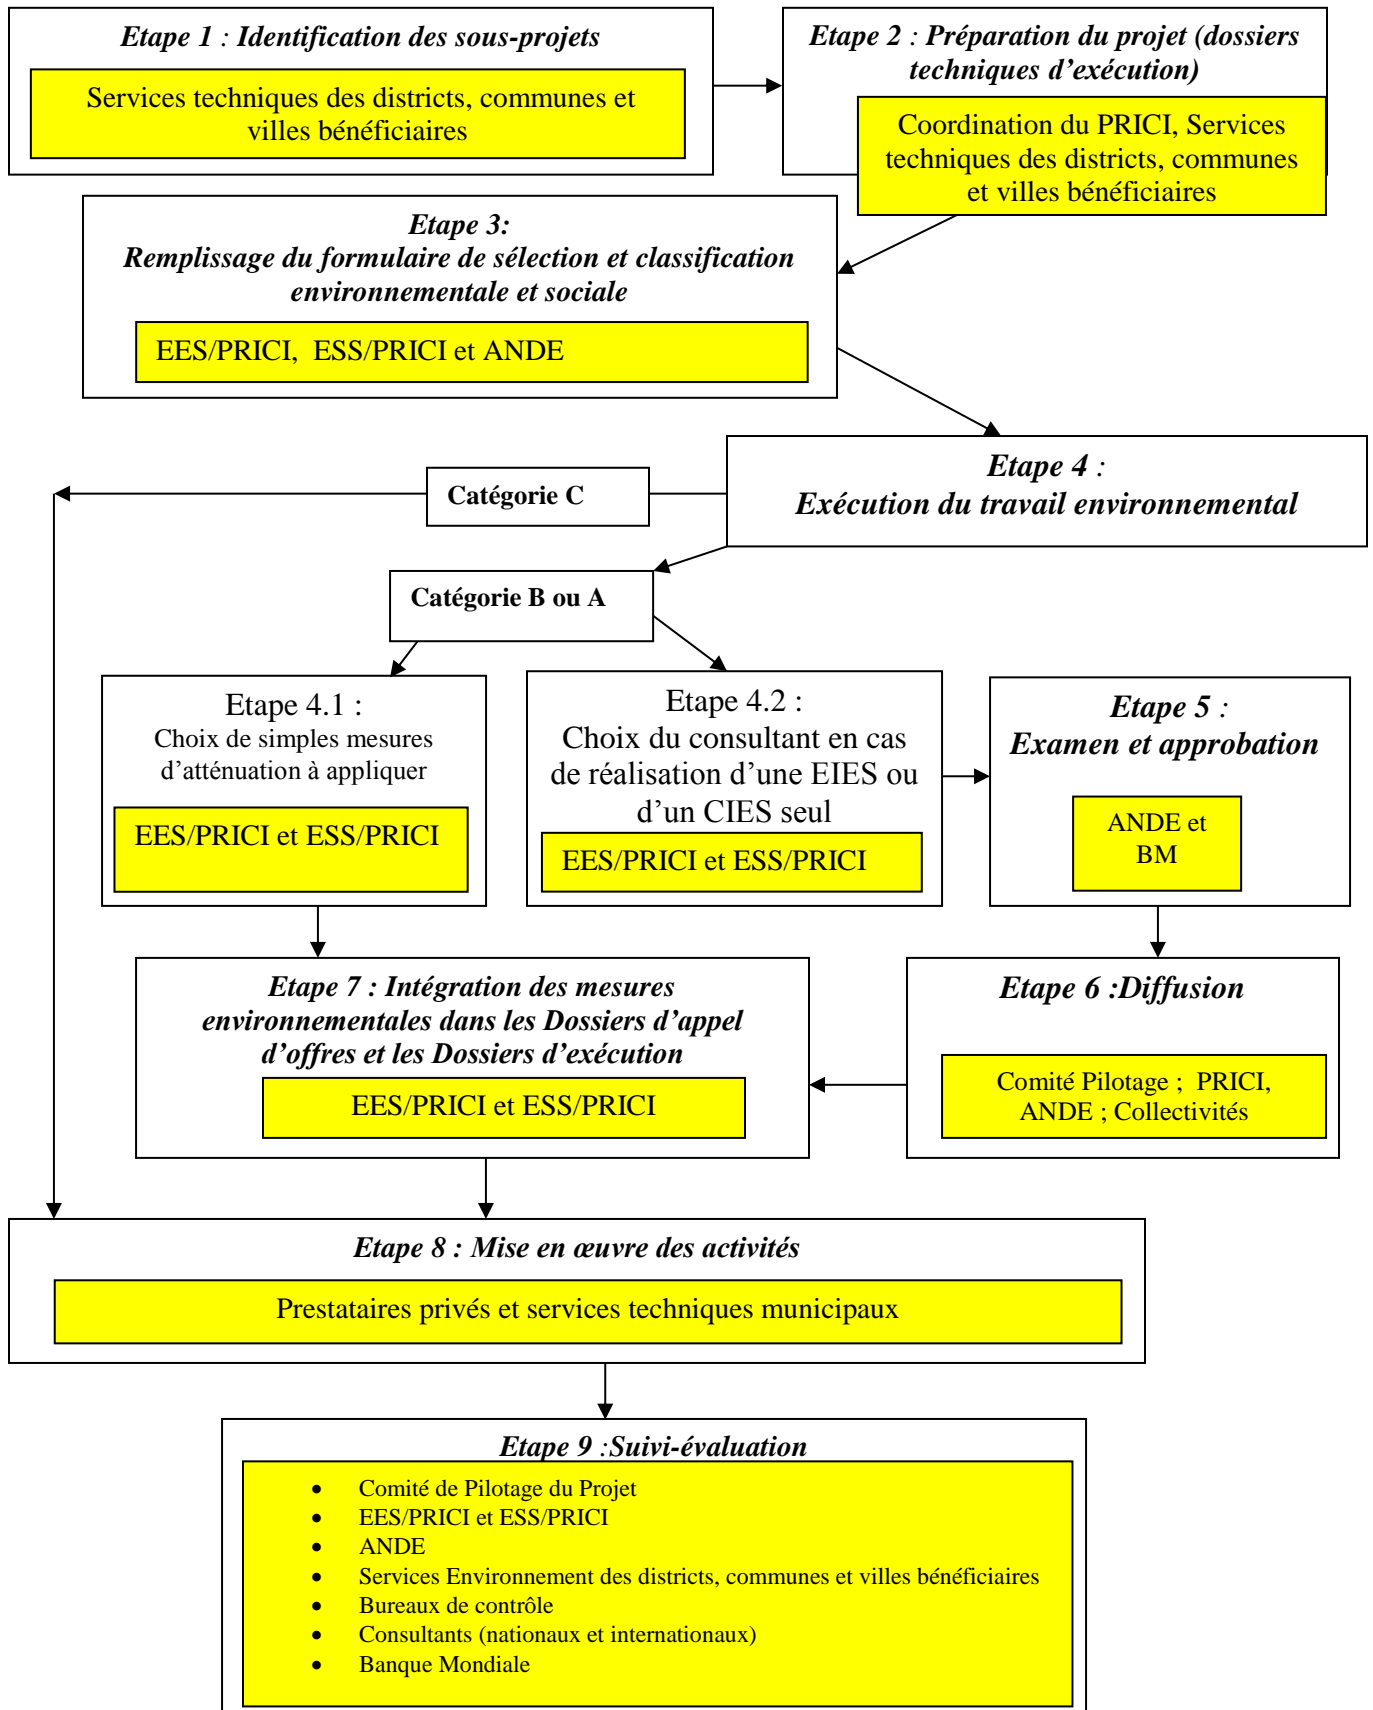 Etape 1 : Identification des sous-projets
Services techniques des districts, communes et
villes bénéficiaires
Etape 2 : Préparation du projet (dossiers
techniques d'exécution)
Coordination du PRICI, Services
techniques des districts, communes
et villes bénéficiaires
Etape 3:
Remplissage du formulaire de sélection et classification
environnementale et sociale
EES/PRICI, ESS/PRICI et ANDE
Etape 4 :
Exécution du travail environnemental
Catégorie C
Catégorie B ou A
Etape 4.1 :
Choix de simples mesures
d’atténuation à appliquer
EES/PRICI et ESS/PRICI
Etape 4.2 :
Choix du consultant en cas
de réalisation d’une EIES ou
d’un CIES seul
EES/PRICI et ESS/PRICI
Etape 5 :
Examen et approbation
ANDE et
BM
Etape 6 :Diffusion
Comité Pilotage ; PRICI,
ANDE ; Collectivités
Etape 7 : Intégration des mesures
environnementales dans les Dossiers d’appel
d’offres et les Dossiers d’exécution
EES/PRICI et ESS/PRICI
Etape 8 : Mise en œuvre des activités
Prestataires privés et services techniques municipaux
Etape 9 :Suivi-évaluation
• Comité de Pilotage du Projet
• EES/PRICI et ESS/PRICI
• ANDE
• Services Environnement des districts, communes et villes bénéficiaires
• Bureaux de contrôle
• Consultants (nationaux et internationaux)
• Banque Mondiale